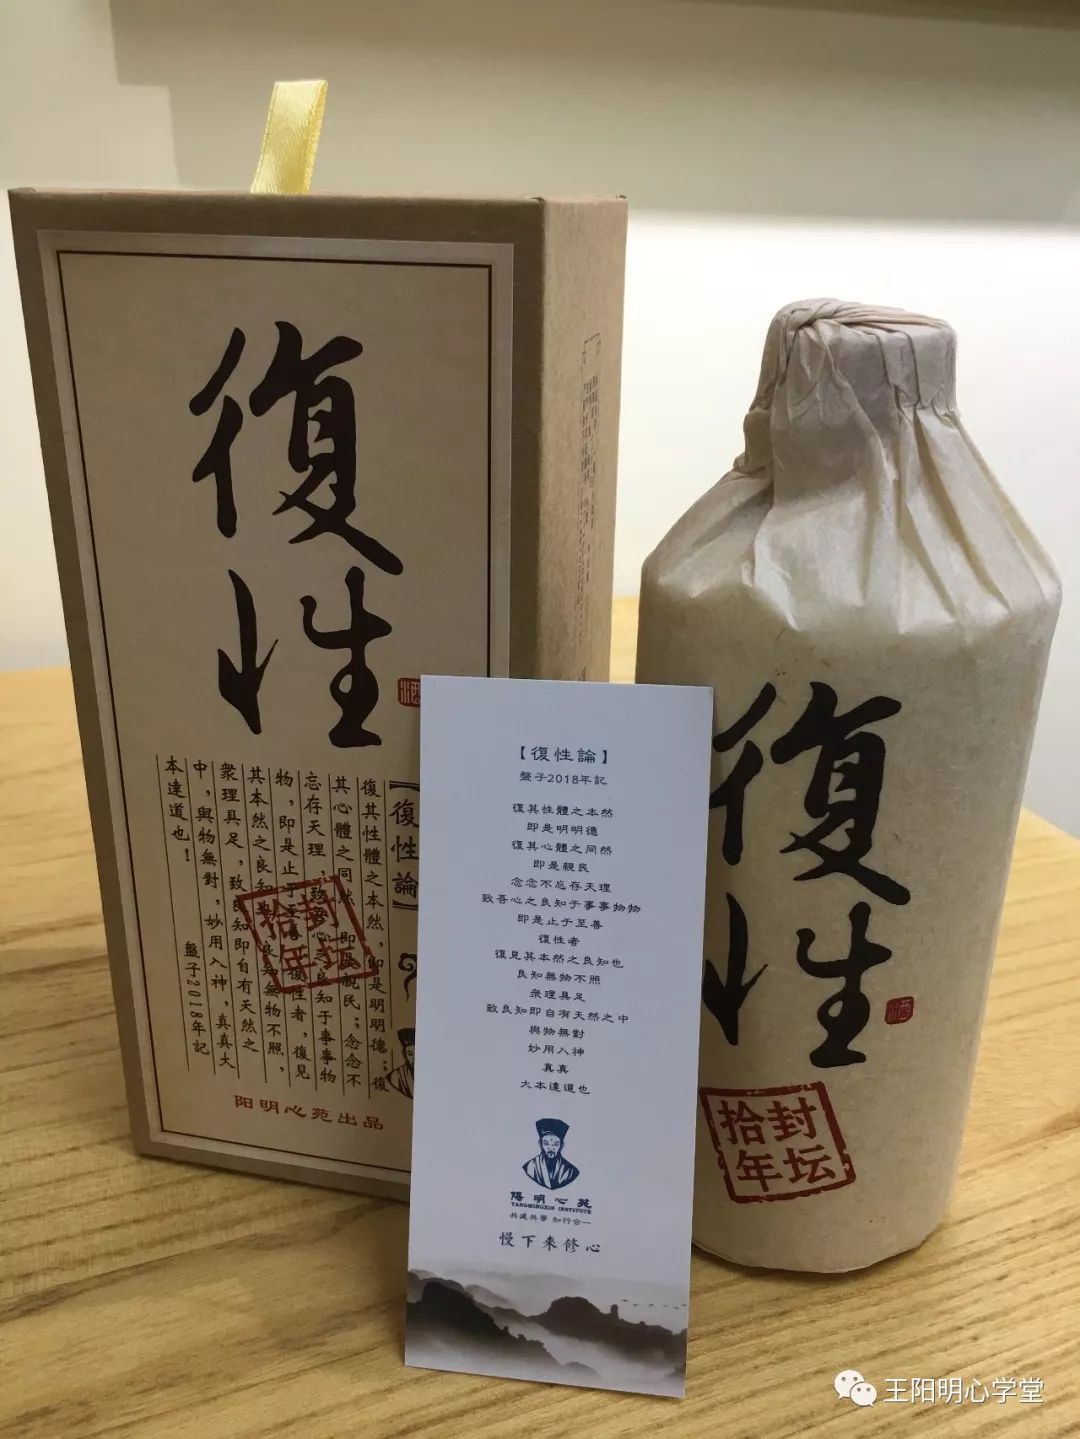 復
性
酒
【復性論】
復其性體之本然，即是明明德；復
其心體之同然，即是親民；念念不
忘存天理，致吾心之良知于事事物
物，即是止于至善。復性者，復見
其本然之良知也。良知無物不照，
衆理具足，致良知即自有天然之
中，與物無對，妙用入神，真真大
本達道也！
盤子2018年記
封坛
拾年
阳明心苑出品
【復性論】
盤子2018年記
復其性體之本然
即是明明德
復其心體之同然
即是親民
念念不忘存天理
致吾心之良知于事事物物
即是止于至善
復性者
復見其本然之良知也
良知無物不照
衆理具足
致良知即自有天然之中
與物無對
妙用入神
真真
大本達道也
陽明心苑
YANGMINGXIN INSTITUTE
共建共學 知行合一
慢下來修心
復
性
酒
封坛
拾年
王阳明心学堂